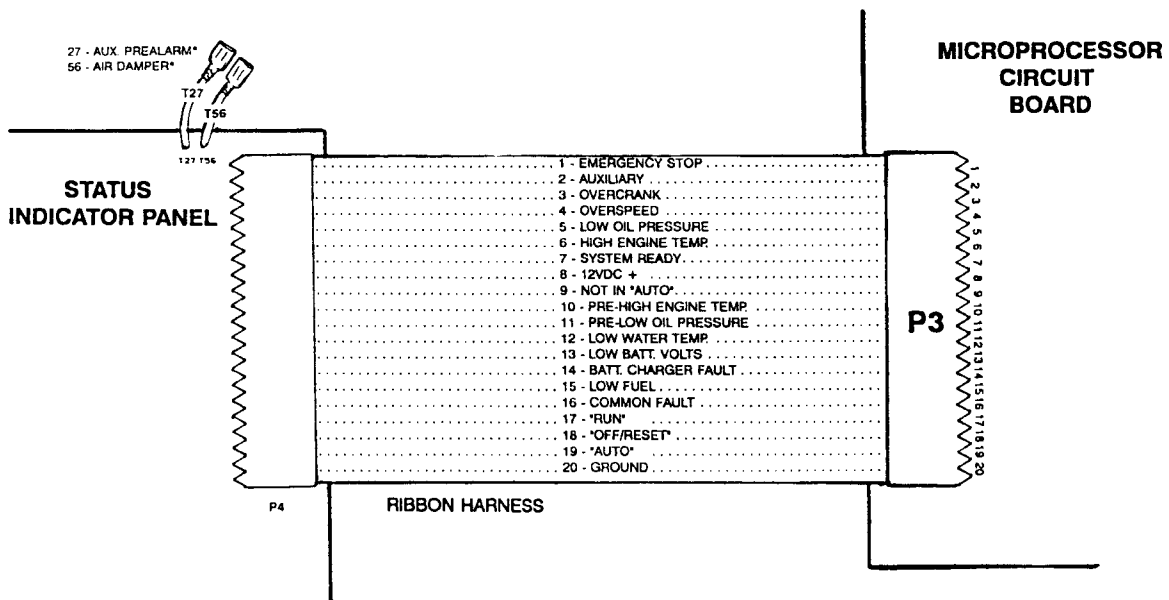 27 - AUX. PREALARM*
56 - AIR DAMPER*
T27
T56
T27 T56
STATUS
INDICATOR PANEL
MICROPROCESSOR
CIRCUIT
BOARD
1 - EMERGENCY STOP
2 - AUXILIARY
3 - OVERCRANK
4 - OVERSPEED
5 - LOW OIL PRESSURE
6 - HIGH ENGINE TEMP.
7 - SYSTEM READY
8 - 12VDC +
9 - NOT IN "AUTO"
10 - PRE-HIGH ENGINE TEMP.
11 - PRE-LOW OIL PRESSURE
12 - LOW WATER TEMP.
13 - LOW BATT. VOLTS
14 - BATT. CHARGER FAULT
15 - LOW FUEL
16 - COMMON FAULT
17 - "RUN"
18 - "OFF/RESET"
19 - "AUTO"
20 - GROUND
P3
1 2 3 4 5 6 7 8 9 10 11 12 13 14 15 16 17 18 19 20
P4
RIBBON HARNESS